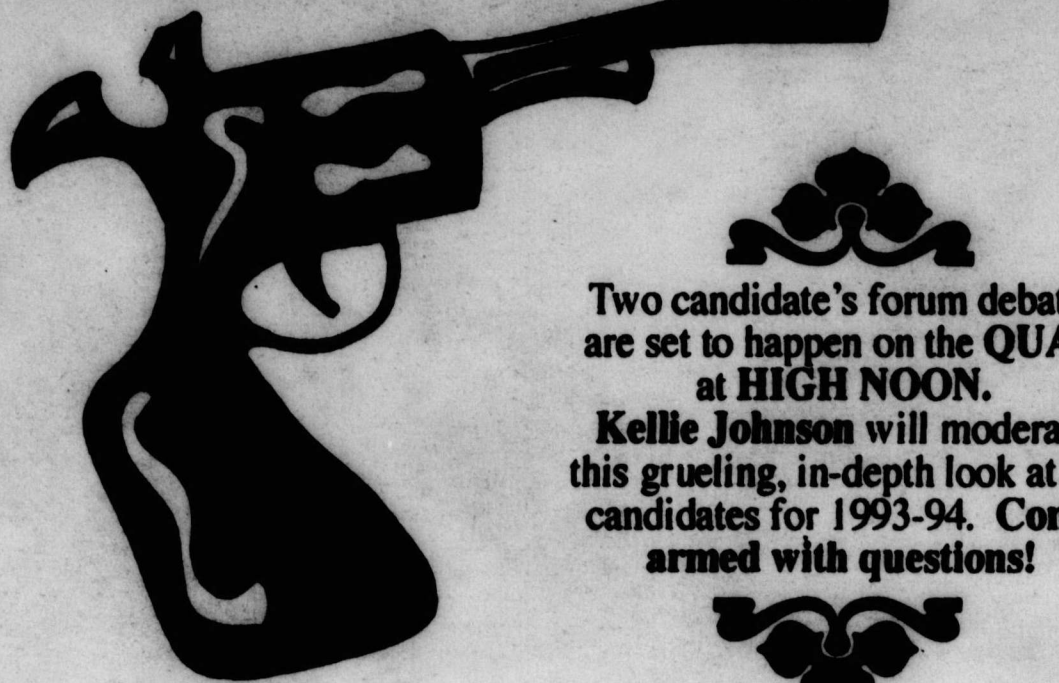 Two candidate's forum debat
are set to happen on the QUA
at HIGH NOON.
Kellie Johnson will modera
this grueling, in-depth look at
candidates for 1993-94. Con
armed with questions!